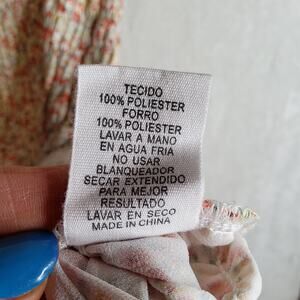 TECIDO
100% POLIESTER
FORRO
100% POLIESTER
LAVAR A MANO
EN AGUA FRIA
NO USAR
BLANQUEADOR
SECAR EXTENDIDO
PARA MEJOR
RESULTADO
LAVAR EN SECO
MADE IN CHINA